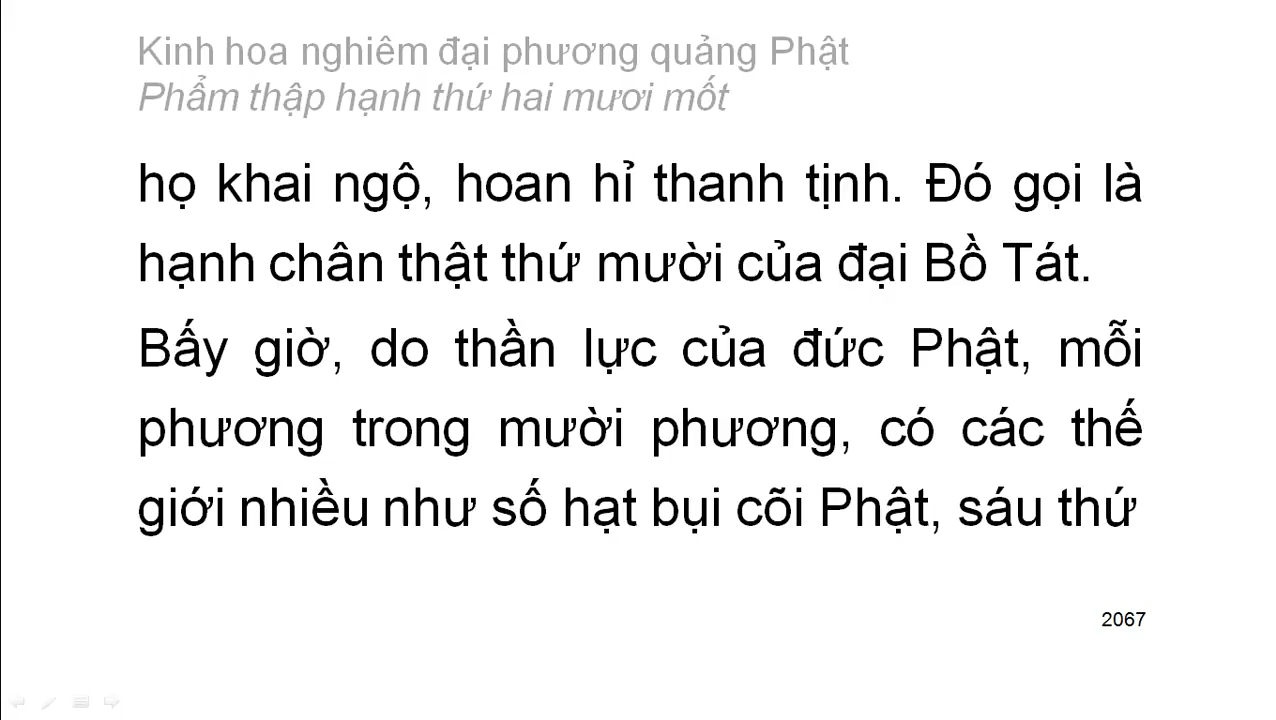 Kinh hoa nghiêm đại phương quảng Phật
Phẩm thập hạnh thứ hai mươi mốt
họ khai ngộ, hoan hỉ thanh tịnh. Đó gọi là
hạnh chân thật thứ mười của đại Bồ Tát.
Bấy giờ, do thần lực của đức Phật, mỗi
phương trong mười phương, có các thế
giới nhiều như số hạt bụi cõi Phật, sáu thứ
2067